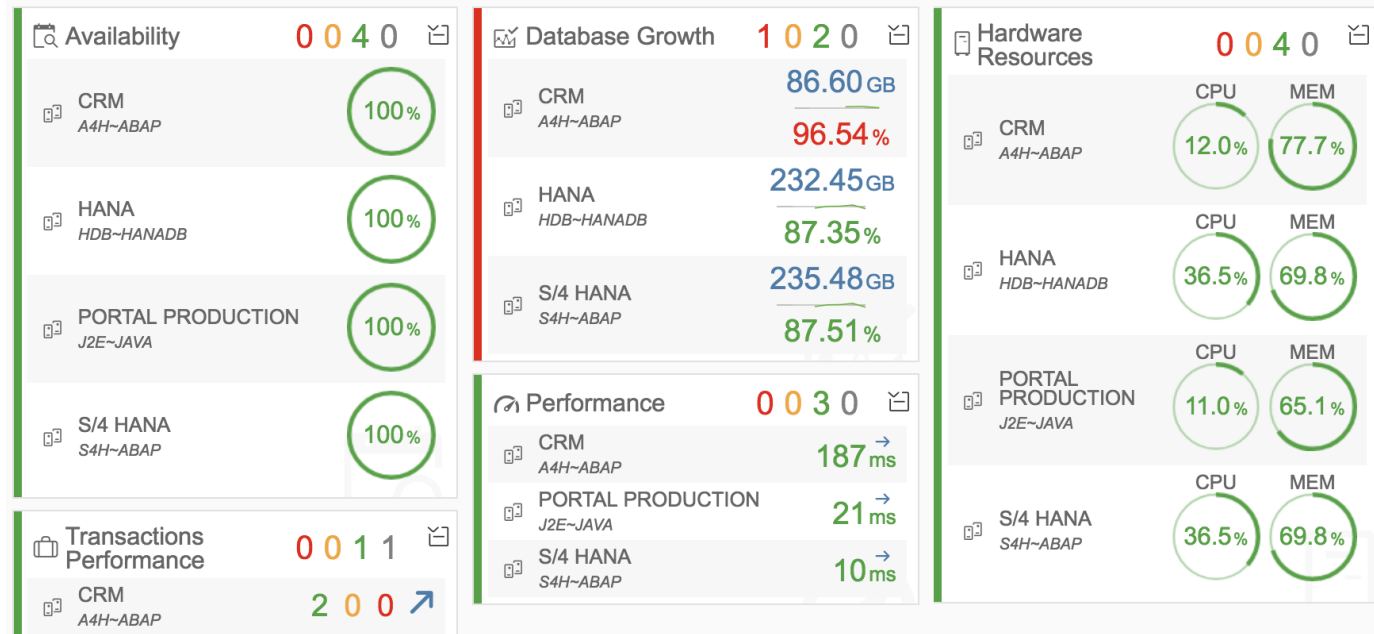 Availability 0 0 4 0
CRM
A4H~ABAP
100%
HANA
HDB~HANADB
100%
PORTAL PRODUCTION
J2E~JAVA
100%
S/4 HANA
S4H~ABAP
100%
Transactions
Performance
0 0 1 1
CRM
A4H~ABAP
2 0 0
Database Growth 1 0 2 0
CRM
A4H~ABAP
86.60 GB
96.54 %
HANA
HDB~HANADB
232.45 GB
87.35 %
S/4 HANA
S4H~ABAP
235.48 GB
87.51 %
Performance 0 0 3 0
CRM
A4H~ABAP
187 ms
PORTAL PRODUCTION
J2E~JAVA
21 ms
S/4 HANA
S4H~ABAP
10 ms
Hardware
Resources
0 0 4 0
CPU MEM
CRM
A4H~ABAP
12.0% 77.7%
CPU MEM
HANA
HDB~HANADB
36.5% 69.8%
CPU MEM
PORTAL
PRODUCTION
J2E~JAVA
11.0% 65.1%
CPU MEM
S/4 HANA
S4H~ABAP
36.5% 69.8%